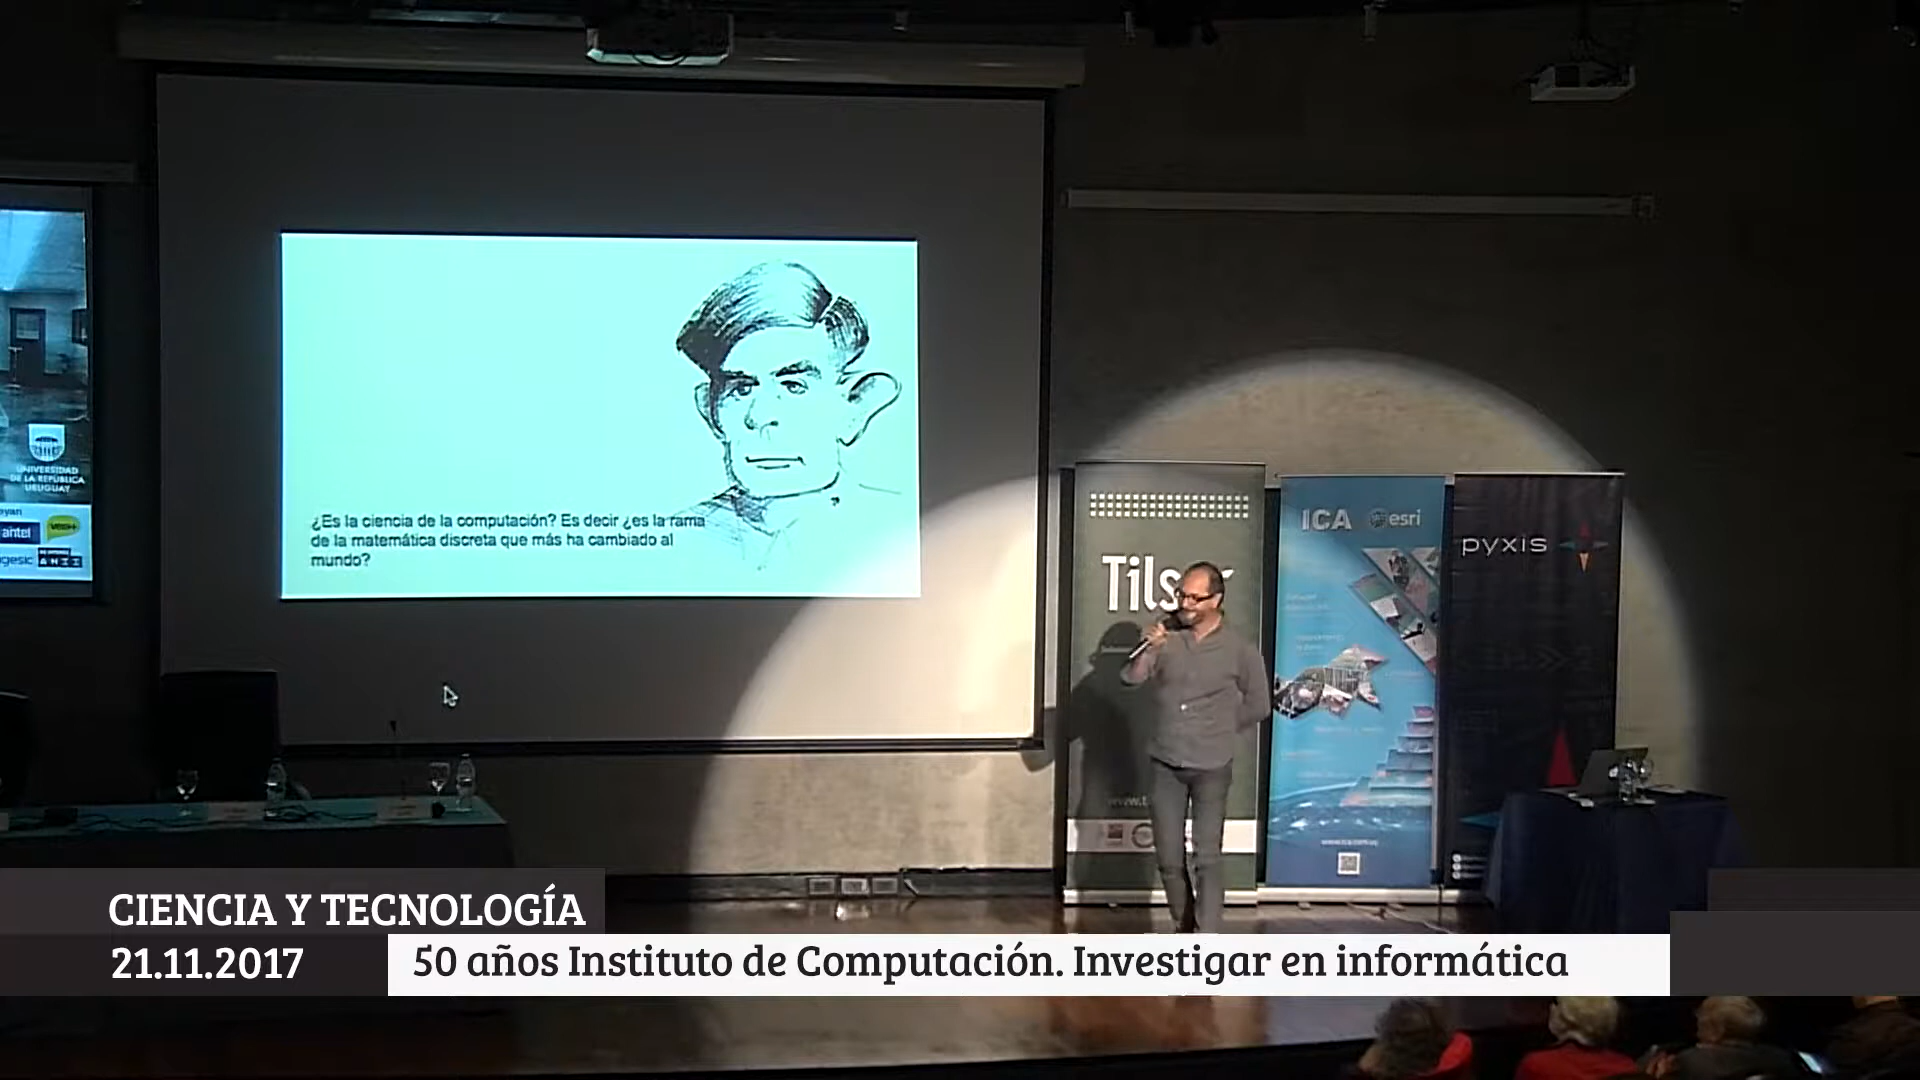 ¿Es la ciencia de la computación? Es decir ¿es la rama
de la matemática discreta que más ha cambiado al
mundo?
UNIVERSIDAD
DE LA REPÚBLICA
URUGUAY
antel
vera+
ICA esri
pyxis
CIENCIA Y TECNOLOGÍA
21.11.2017
50 años Instituto de Computación. Investigar en informática